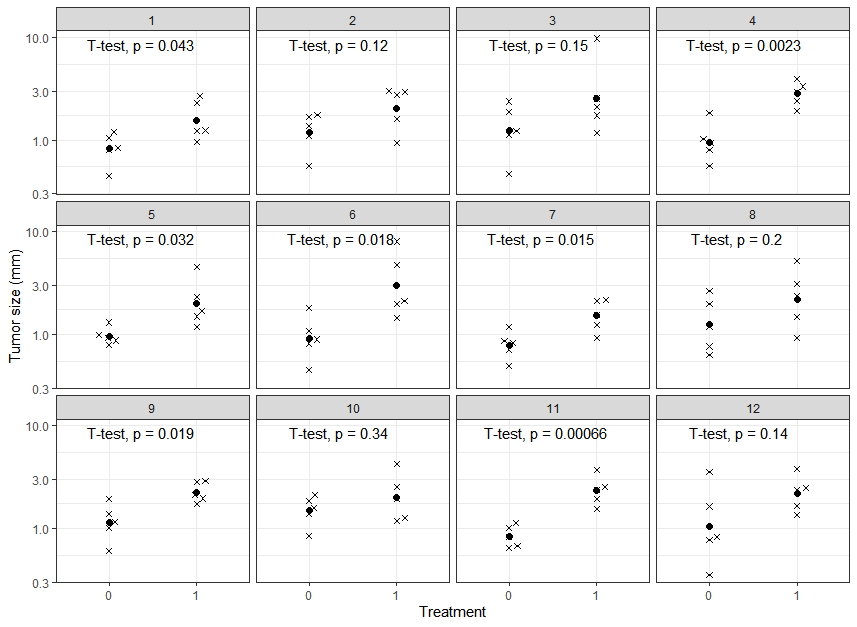 1 2 3 4
10.0 T-test, p = 0.043 T-test, p = 0.12 T-test, p = 0.15 T-test, p = 0.0023
3.0
1.0
0.3
5 6 7 8
10.0 T-test, p = 0.032 T-test, p = 0.018 T-test, p = 0.015 T-test, p = 0.2
3.0
1.0
0.3
Tumor size (mm)
9 10 11 12
10.0 T-test, p = 0.019 T-test, p = 0.34 T-test, p = 0.00066 T-test, p = 0.14
3.0
1.0
0.3
0 1 0 1 0 1 0 1
Treatment